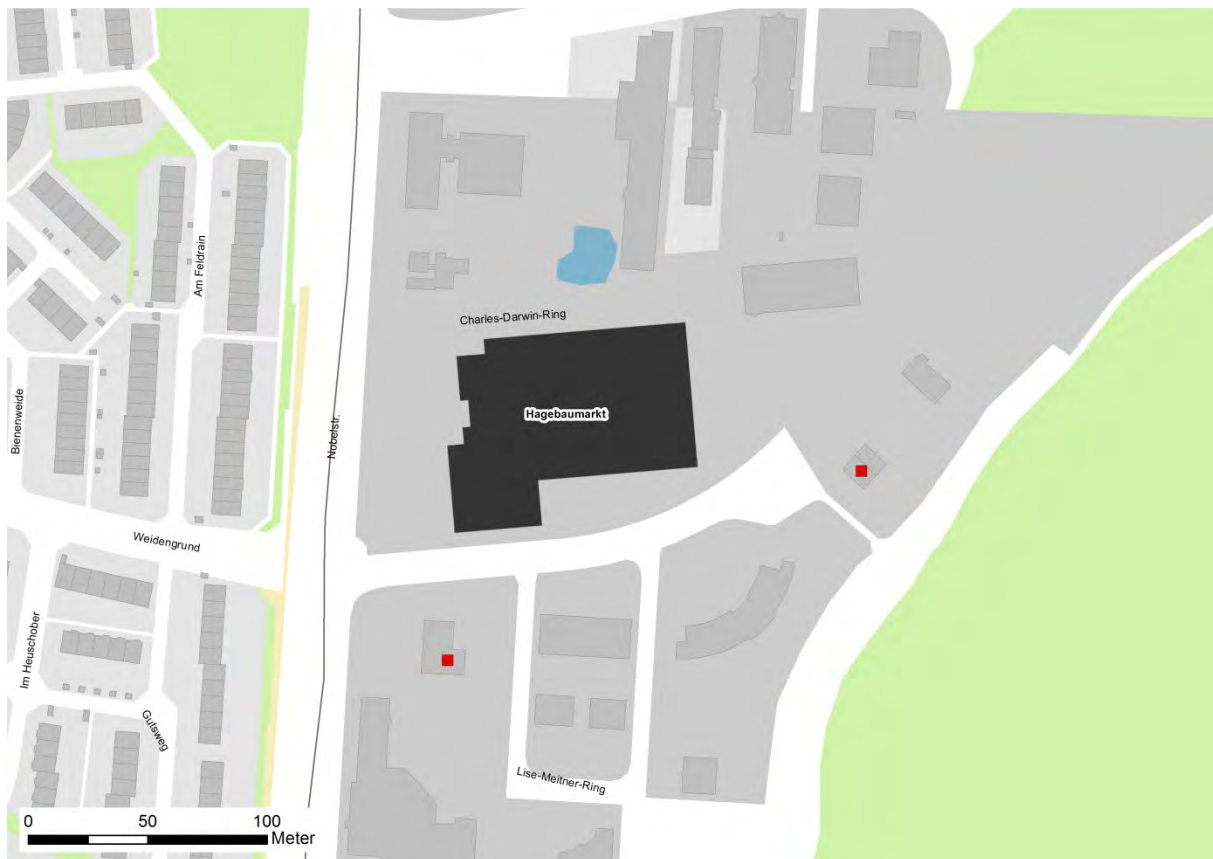 Am Feldrain
Charles-Darwin-Ring
Bienenweide
Hagebaumarkt
Nobelstr.
Weidengrund
Im Heuschober
Gutsweg
Lise-Meitner-Ring
0 50 100
Meter